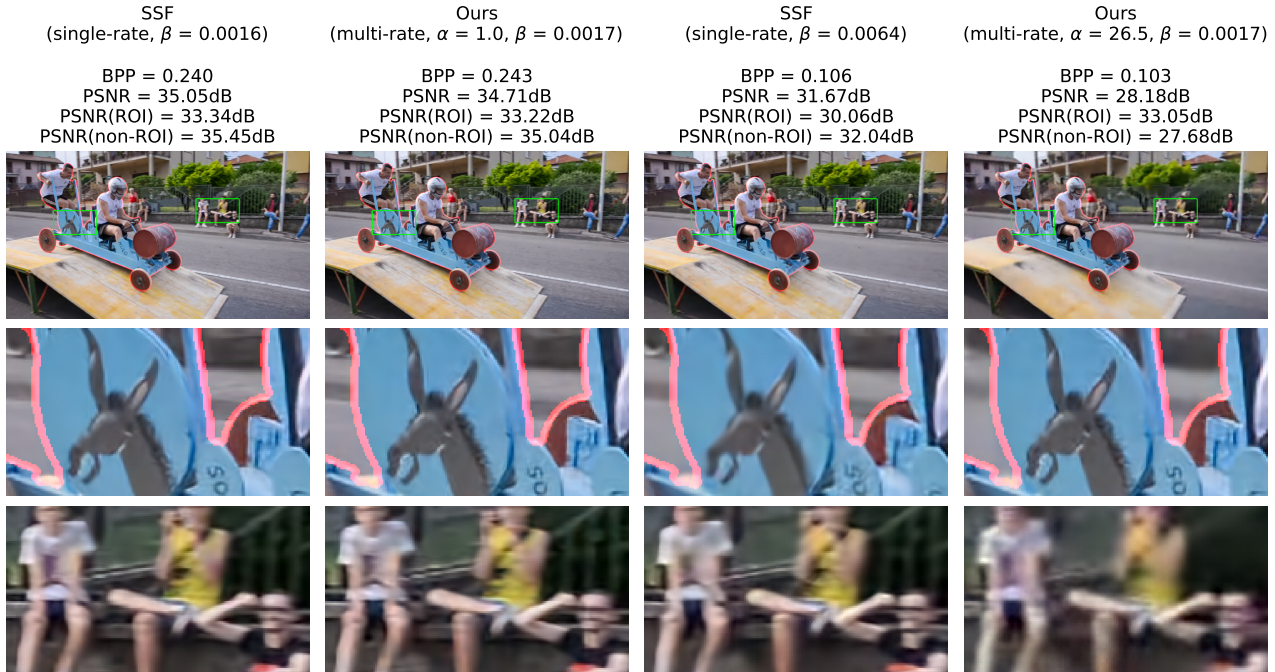 SSF
(single-rate, β = 0.0016)
BPP = 0.240
PSNR = 35.05dB
PSNR(ROI) = 33.34dB
PSNR(non-ROI) = 35.45dB
Ours
(multi-rate, α = 1.0, β = 0.0017)
BPP = 0.243
PSNR = 34.71dB
PSNR(ROI) = 33.22dB
PSNR(non-ROI) = 35.04dB
SSF
(single-rate, β = 0.0064)
BPP = 0.106
PSNR = 31.67dB
PSNR(ROI) = 30.06dB
PSNR(non-ROI) = 32.04dB
Ours
(multi-rate, α = 26.5, β = 0.0017)
BPP = 0.103
PSNR = 28.18dB
PSNR(ROI) = 33.05dB
PSNR(non-ROI) = 27.68dB